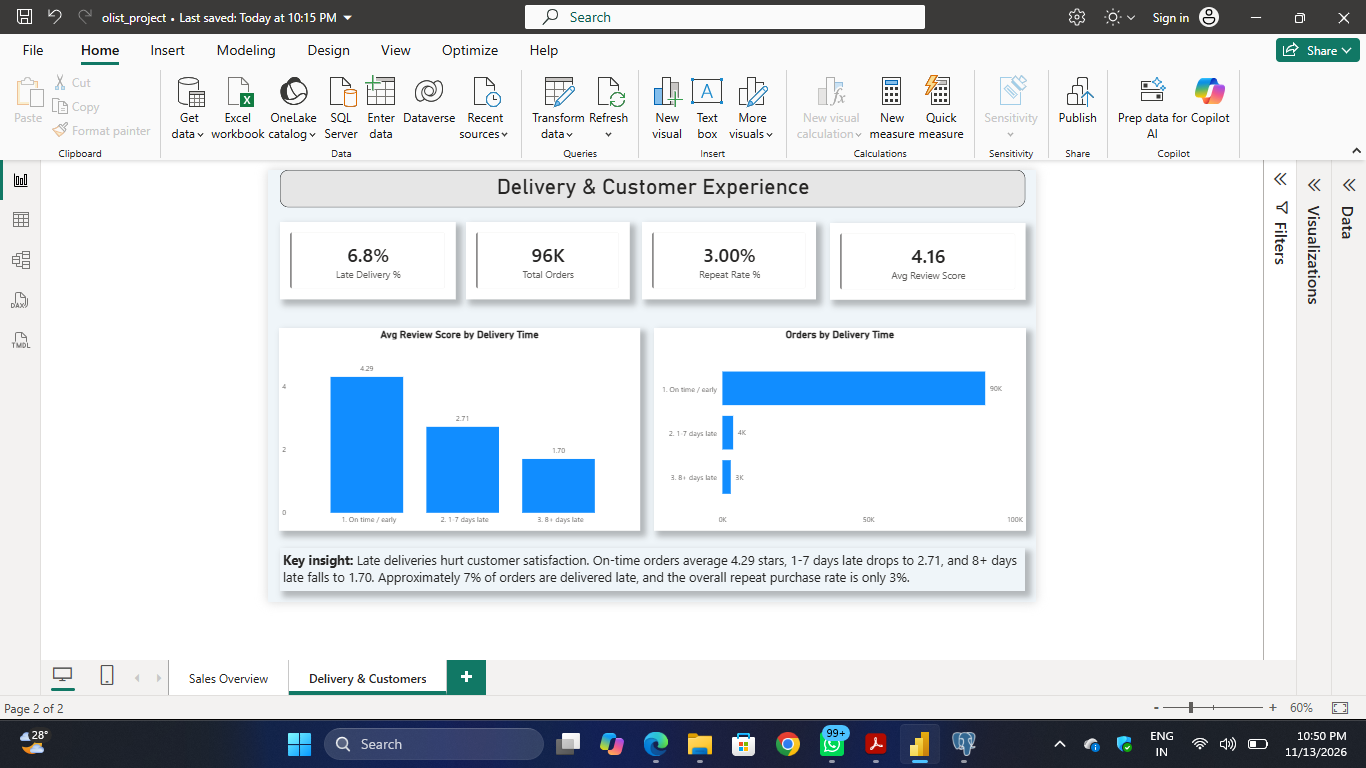 olist_project • Last saved: Today at 10:15 PM
Search
Sign in
File Home Insert Modeling Design View Optimize Help
Share
Paste
Cut
Copy
Format painter
Clipboard
Get data
Excel workbook
OneLake catalog
SQL Server
Enter data
Dataverse
Recent sources
Data
Transform data
Refresh
Queries
New visual
Text box
More visuals
Insert
New visual calculation
New measure
Quick measure
Calculations
Sensitivity
Sensitivity
Publish
Share
Prep data for AI
Copilot
Copilot
DAX
TMDL
Delivery & Customer Experience
6.8%
Late Delivery %
96K
Total Orders
3.00%
Repeat Rate %
4.16
Avg Review Score
Avg Review Score by Delivery Time
4
2
0
4.29
2.71
1.70
1. On time / early
2. 1-7 days late
3. 8+ days late
Orders by Delivery Time
1. On time / early
90K
2. 1-7 days late
4K
3. 8+ days late
3K
0K
50K
100K
Key insight: Late deliveries hurt customer satisfaction. On-time orders average 4.29 stars, 1-7 days late drops to 2.71, and 8+ days
late falls to 1.70. Approximately 7% of orders are delivered late, and the overall repeat purchase rate is only 3%.
Filters
Visualizations
Data
Sales Overview
Delivery & Customers
Page 2 of 2
60%
28°
Search
99+
ENG
IN
10:50 PM
11/13/2026